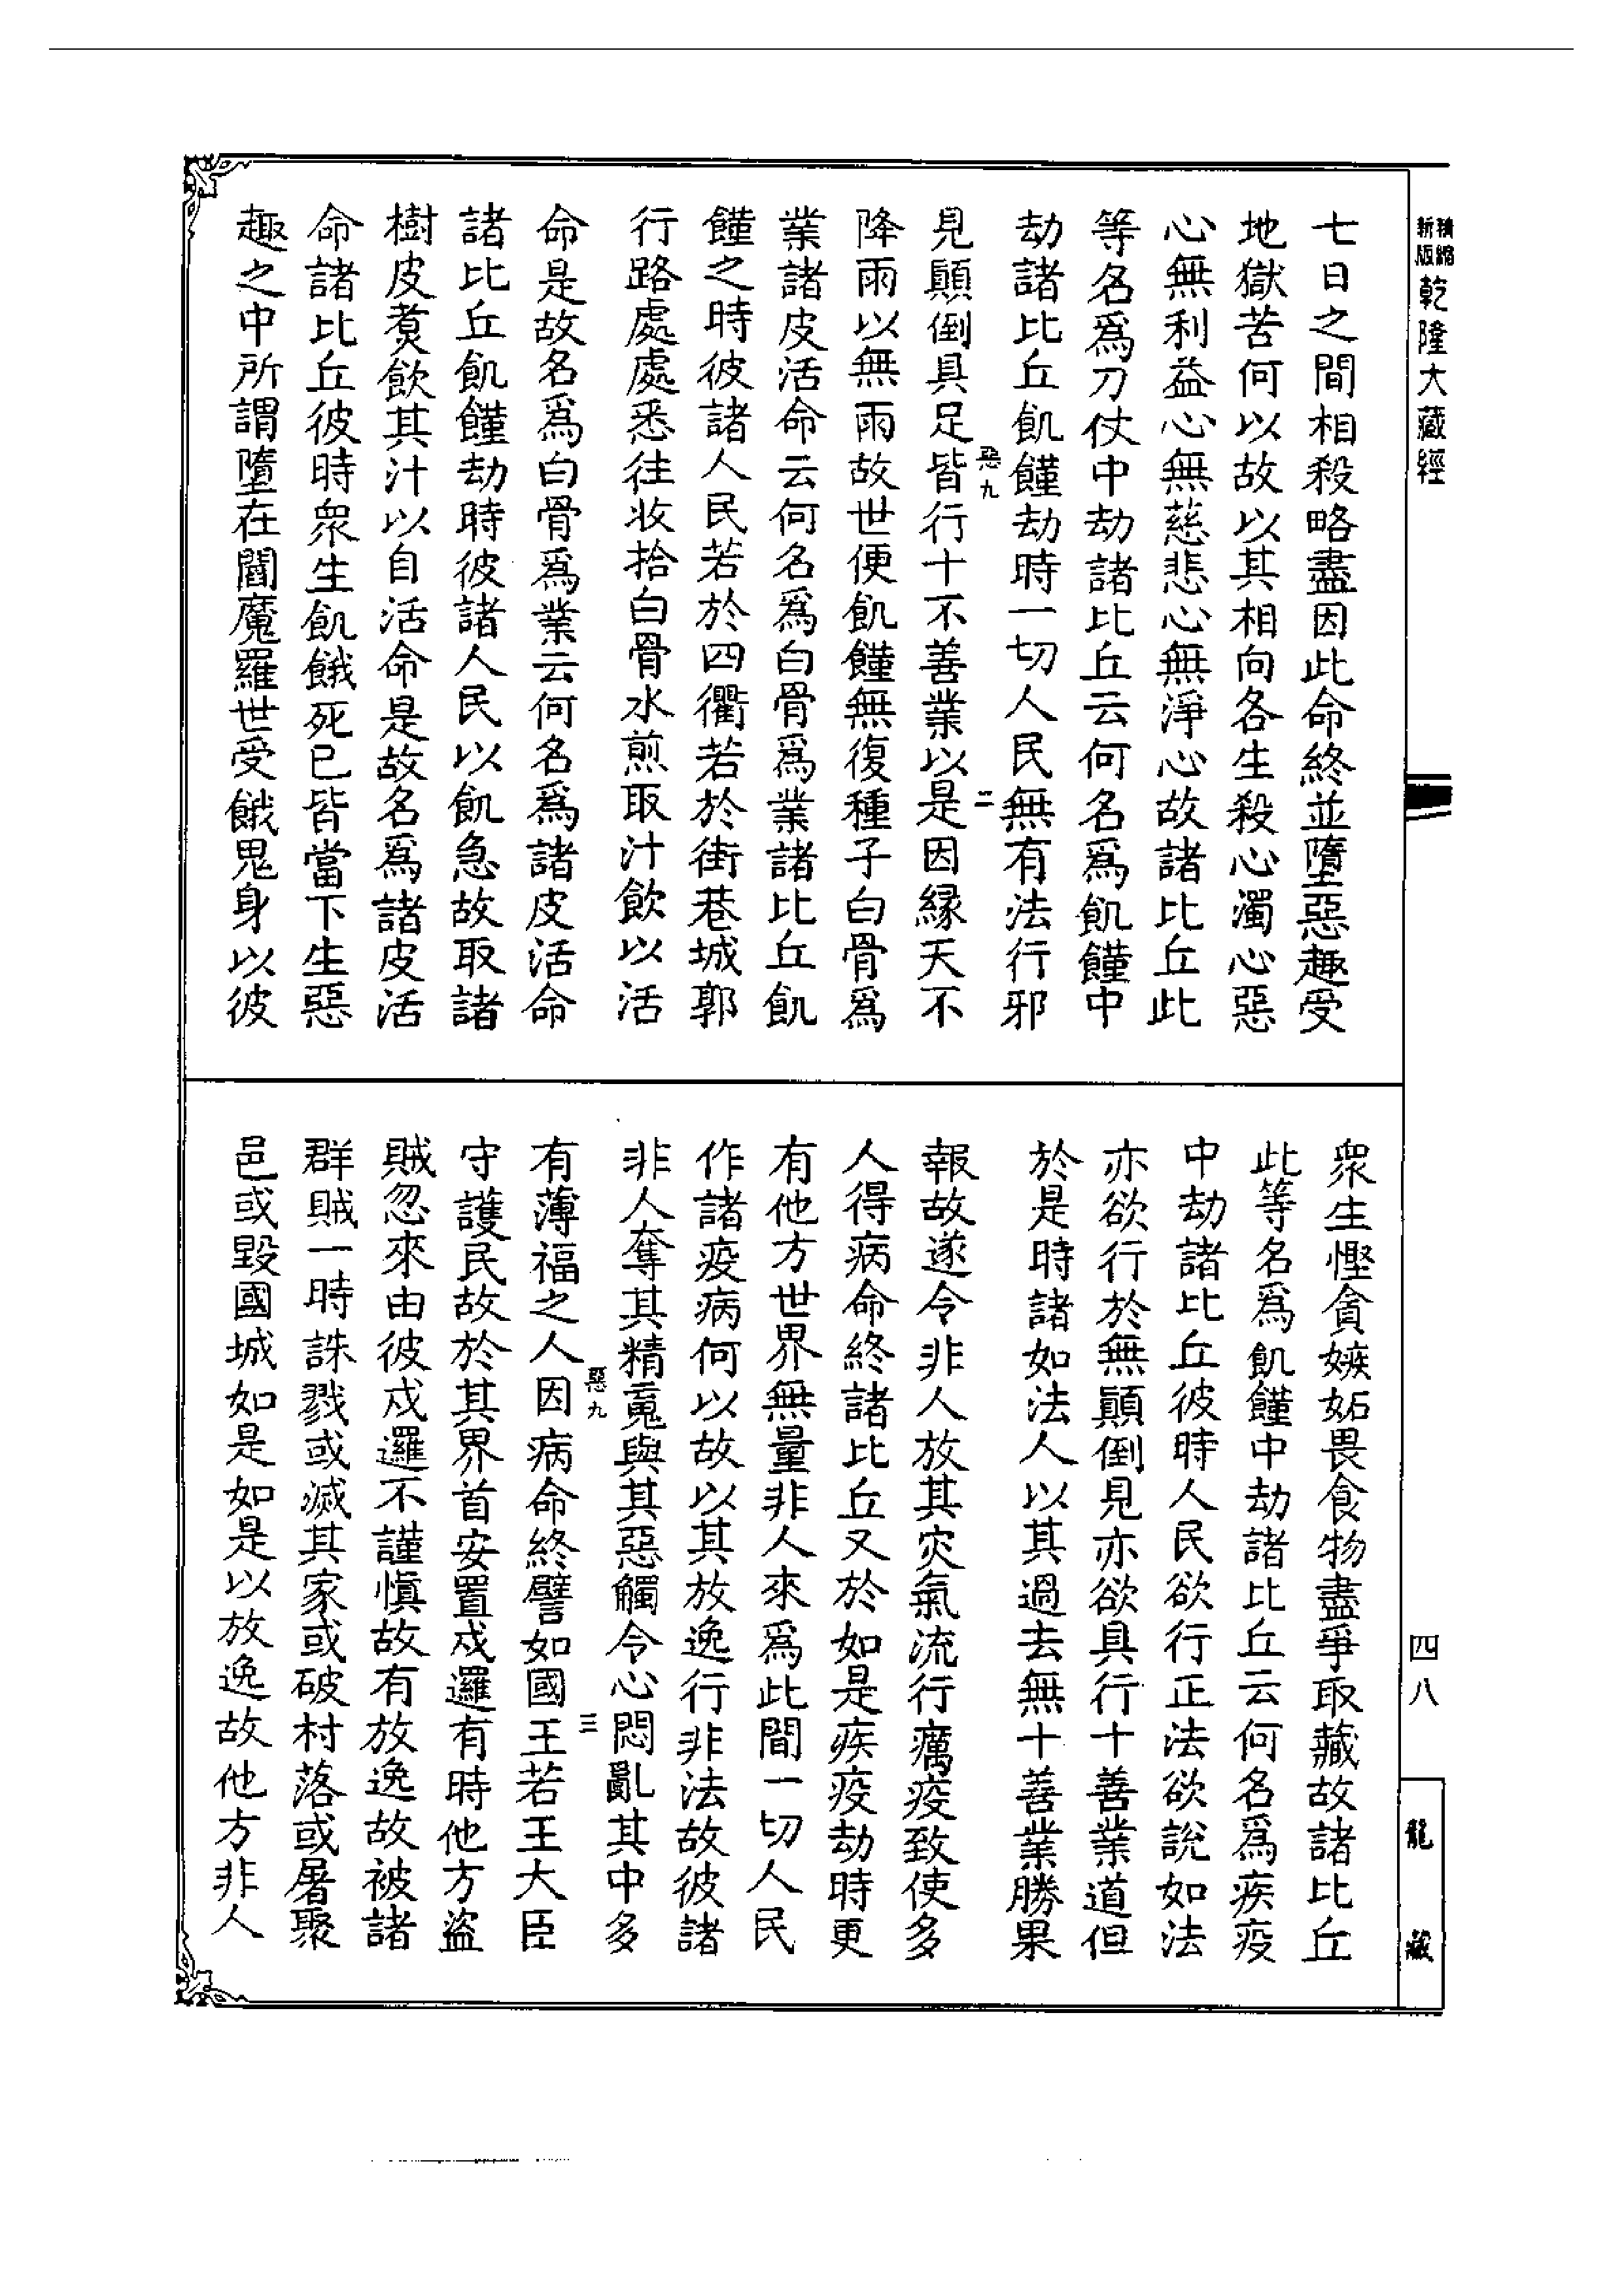 精縮
新版
乾隆大藏經
七日之間相殺略盡因此命終並墮惡趣受
地獄苦何以故以其相向各生殺心濁心惡
心無利益心無慈悲心無淨心故諸比丘此
等名爲刀仗中劫諸比丘云何名爲飢饉中
劫諸比丘飢饉劫時一切人民無有法行邪
惡九
二
見顛倒具足皆行十不善業以是因縁天不
降雨以無雨故世便飢饉無復種子白骨爲
業諸皮活命云何名爲白骨爲業諸比丘飢
饉之時彼諸人民若於四衢若於街巷城郭
行路處處悉往收拾白骨水煎取汁飲以活
命是故名爲白骨爲業云何名爲諸皮活命
諸比丘飢饉劫時彼諸人民以飢急故取諸
樹皮煑飲其汁以自活命是故名爲諸皮活
命諸比丘彼時衆生飢餓死已皆當下生惡
趣之中所謂墮在閻魔羅世受餓鬼身以彼
四八
龍藏
衆生慳貪嫉妬畏食物盡爭取藏故諸比丘
此等名爲飢饉中劫諸比丘云何名爲疾疫
中劫諸比丘彼時人民欲行正法欲說如法
亦欲行於無顛倒見亦欲具行十善業道但
於是時諸如法人以其過去無十善業勝果
報故遂令非人放其灾氣流行癘疫致使多
人得病命終諸比丘又於如是疾疫劫時更
有他方世界無量非人來爲此間一切人民
作諸疫病何以故以其放逸行非法故彼諸
非人奪其精䰟與其惡觸令心悶亂其中多
惡九
三
有薄福之人因病命終譬如國王若王大臣
守護民故於其界首安置戍邏有時他方盜
賊忽來由彼戍邏不謹慎故有放逸故被諸
群賊一時誅戮或滅其家或破村落或屠聚
邑或毀國城如是如是以放逸故他方非人